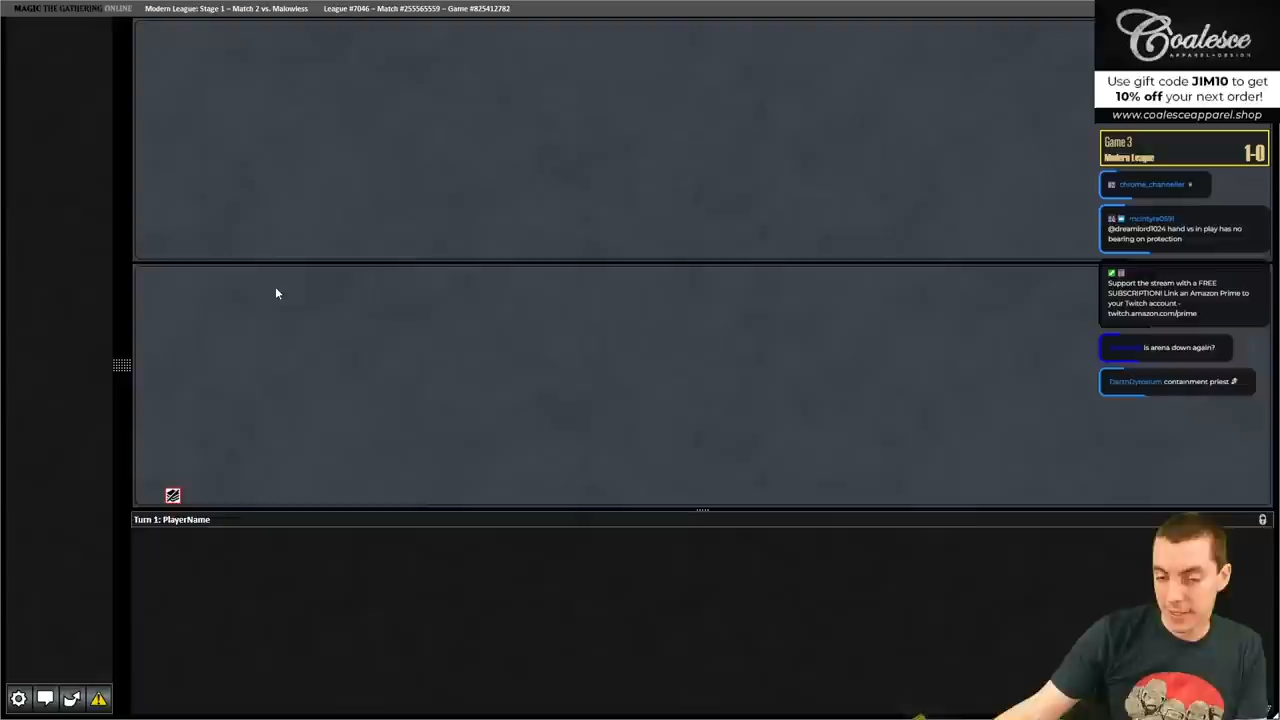 MAGIC THE GATHERING ONLINE
Modern League: Stage 1 – Match 2 vs. Malowless
League #7046 – Match #255565559 – Game #825412782
Coalesce
APPAREL+DESIGN
Use gift code JIM10 to get
10% off your next order!
www.coalesceapparel.shop
Game 3
Modern League
1-0
chrome_channeller
mcintyre0591
@dreamlord1024 hand vs in play has no
bearing on protection
Support the stream with a FREE
SUBSCRIPTION! Link an Amazon Prime to
your Twitch account -
twitch.amazon.com/prime
is arena down again?
containment priest
Turn 1: PlayerName